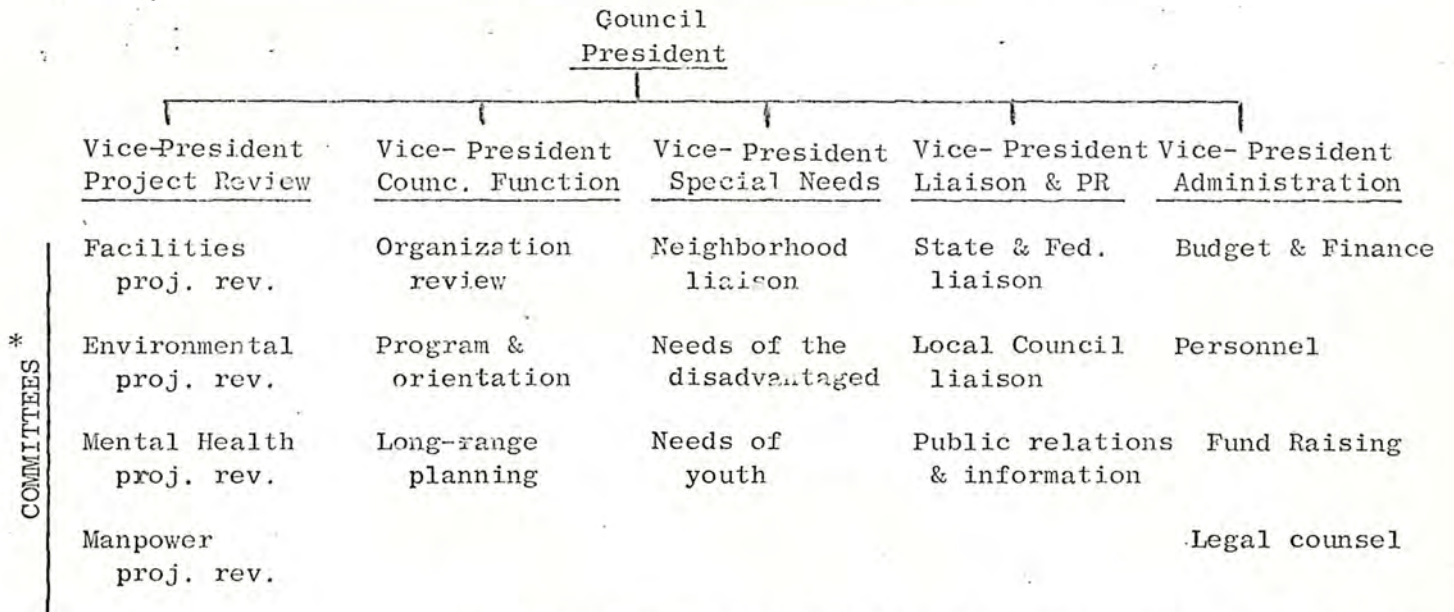 Council
President
Vice-President
Project Review
Vice- President
Counc. Function
Vice- President
Special Needs
Vice- President
Liaison & PR
Vice- President
Administration
COMMITTEES *
Facilities
proj. rev.
Environmental
proj. rev.
Mental Health
proj. rev.
Manpower
proj. rev.
Organization
review
Program &
orientation
Long-range
planning
Neighborhood
liaison
Needs of the
disadvantaged
Needs of
youth
State & Fed.
liaison
Local Council
liaison
Public relations
& information
Budget & Finance
Personnel
Fund Raising
Legal counsel